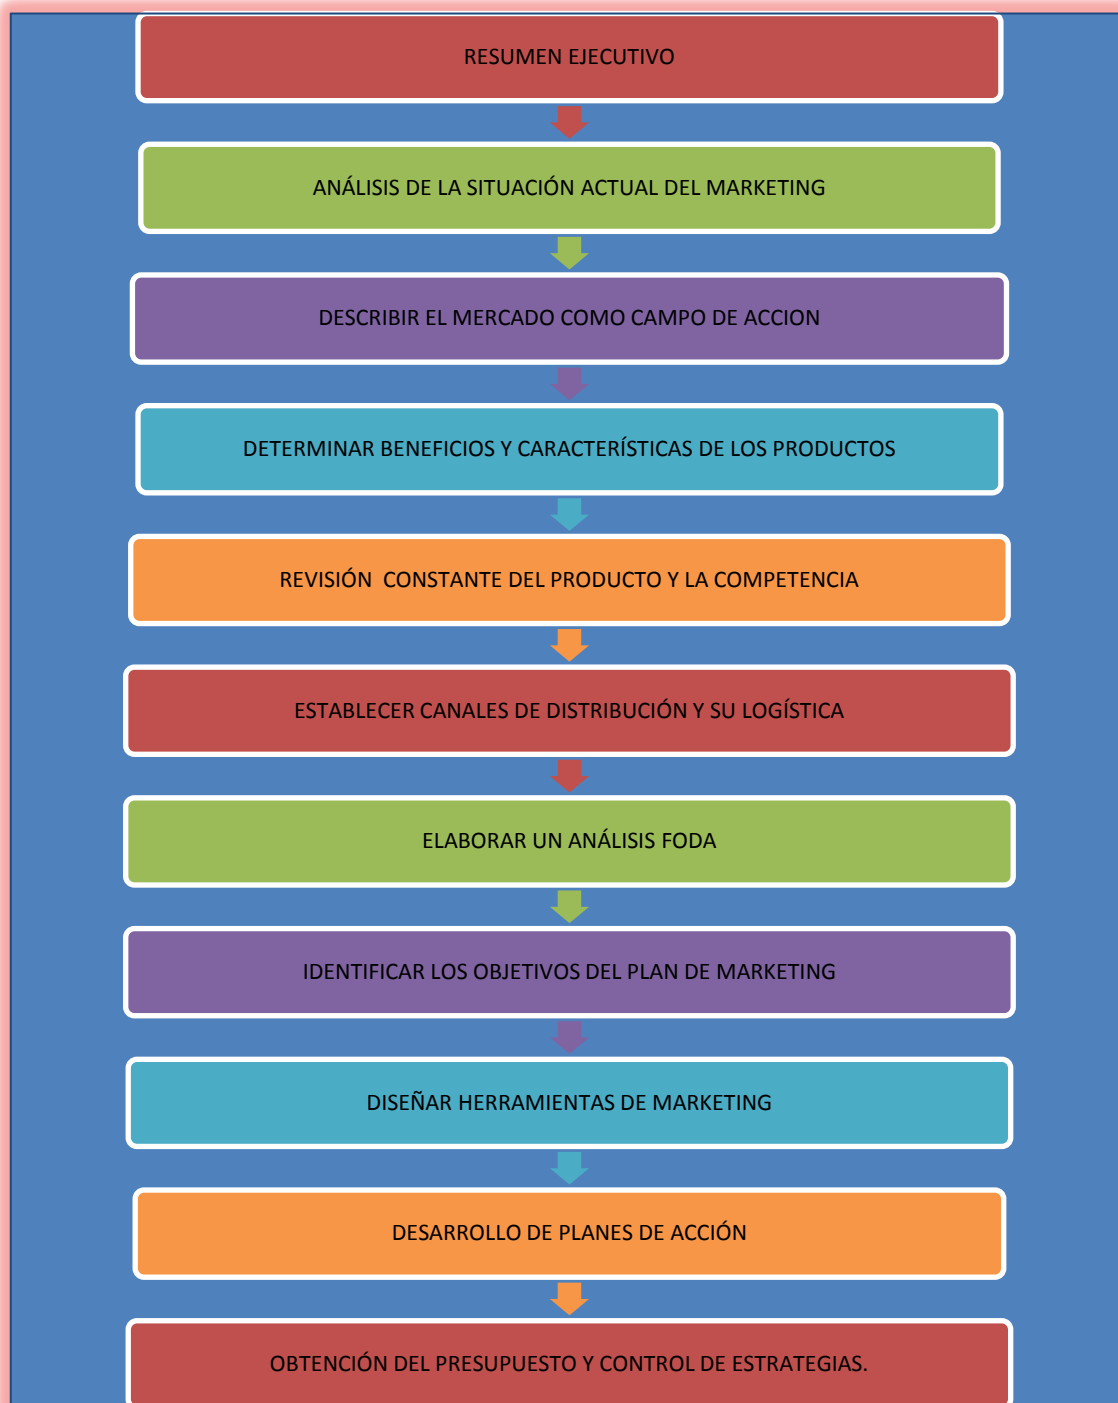 RESUMEN EJECUTIVO
ANÁLISIS DE LA SITUACIÓN ACTUAL DEL MARKETING
DESCRIBIR EL MERCADO COMO CAMPO DE ACCION
DETERMINAR BENEFICIOS Y CARACTERÍSTICAS DE LOS PRODUCTOS
REVISIÓN  CONSTANTE DEL PRODUCTO Y LA COMPETENCIA
ESTABLECER CANALES DE DISTRIBUCIÓN Y SU LOGÍSTICA
ELABORAR UN ANÁLISIS FODA
IDENTIFICAR LOS OBJETIVOS DEL PLAN DE MARKETING
DISEÑAR HERRAMIENTAS DE MARKETING
DESARROLLO DE PLANES DE ACCIÓN
OBTENCIÓN DEL PRESUPUESTO Y CONTROL DE ESTRATEGIAS.